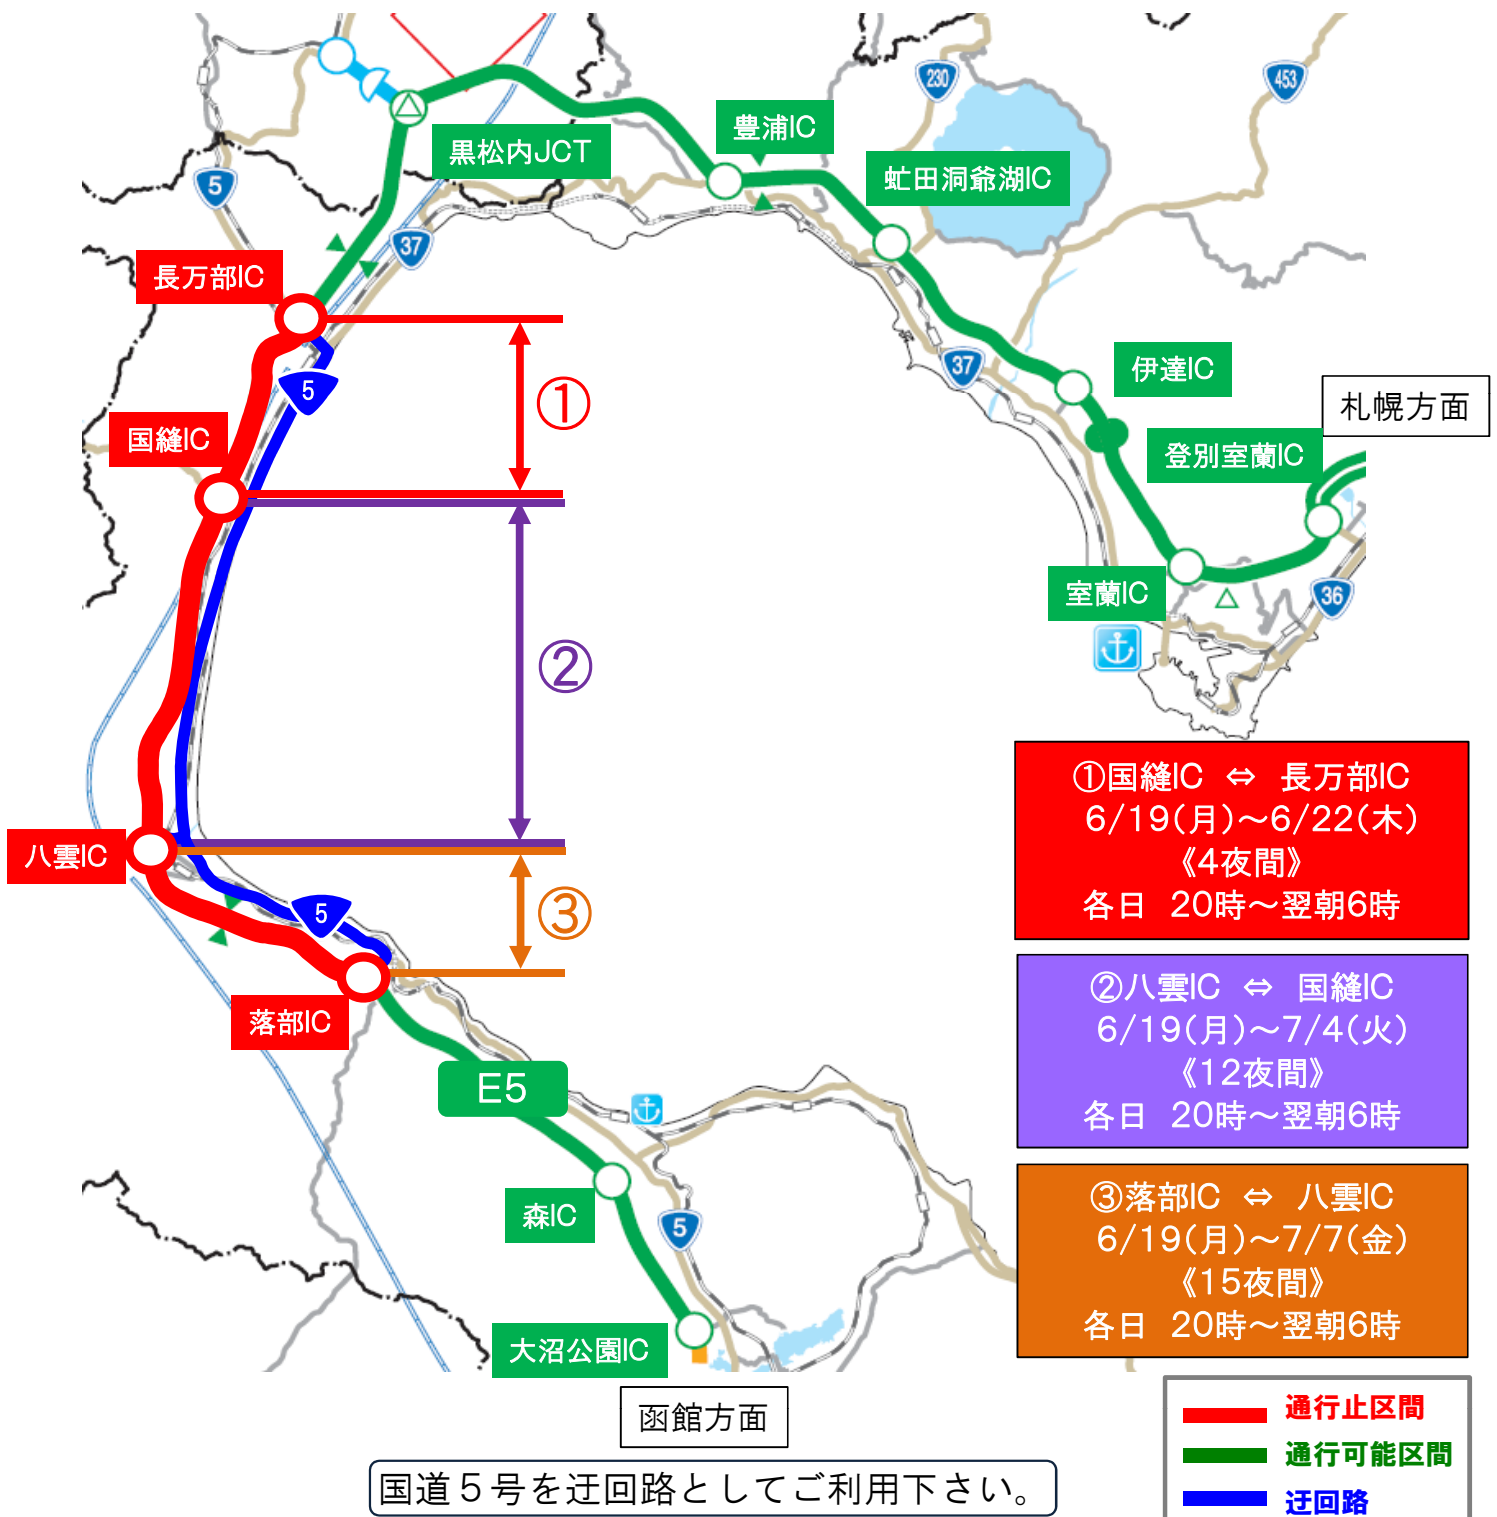 230
453
豊浦IC
黒松内JCT
虻田洞爺湖IC
5
37
長万部IC
伊達IC
37
5
①
札幌方面
国縫IC
登別室蘭IC
室蘭IC
36
②
①国縫IC ⇔ 長万部IC
6/19(月)~6/22(木)
《4夜間》
各日 20時~翌朝6時
八雲IC
5
③
②八雲IC ⇔ 国縫IC
6/19(月)~7/4(火)
《12夜間》
各日 20時~翌朝6時
落部IC
E5
森IC
5
③落部IC ⇔ 八雲IC
6/19(月)~7/7(金)
《15夜間》
各日 20時~翌朝6時
大沼公園IC
函館方面
通行止区間
通行可能区間
迂回路
国道5号を迂回路としてご利用下さい。